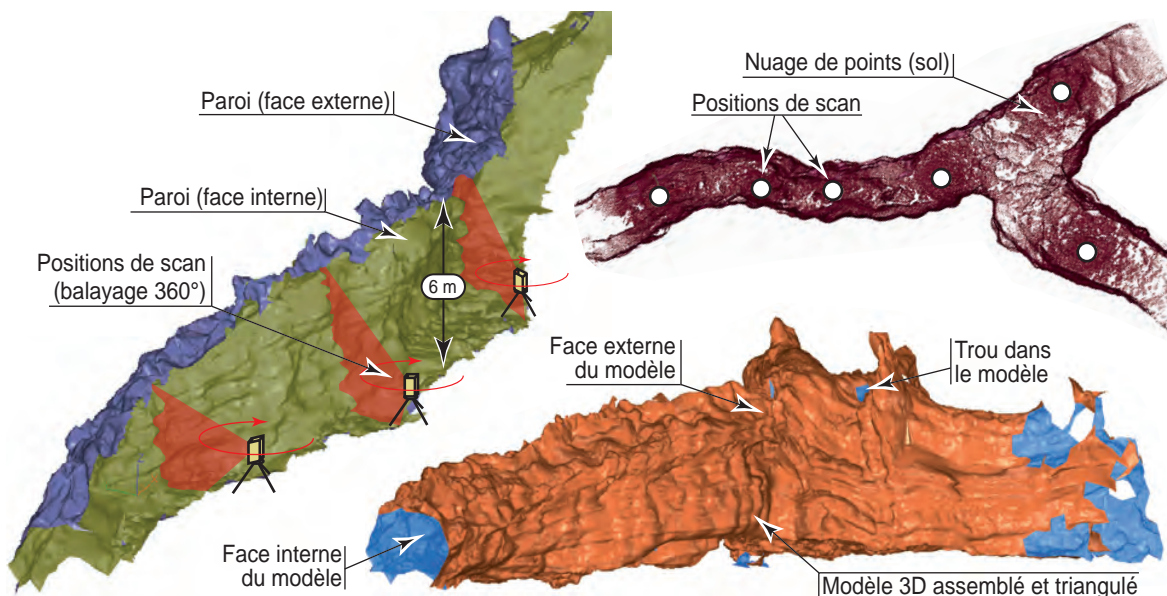 Paroi (face externe)
Paroi (face interne)
Positions de scan
(balayage 360°)
6 m
Nuage de points (sol)
Positions de scan
Face externe
du modèle
Trou dans
le modèle
Face interne
du modèle
Modèle 3D assemblé et triangulé